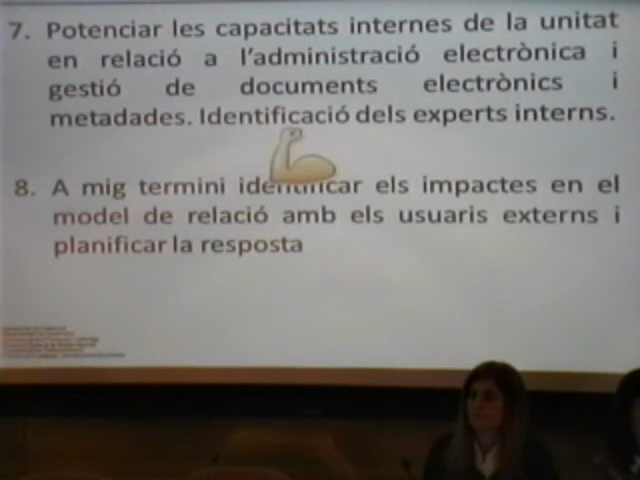 7. Potenciar les capacitats internes de la unitat
en relació a l'administració electrònica i
gestió de documents electrònics i
metadades. Identificació dels experts interns.
8. A mig termini identificar els impactes en el
model de relació amb els usuaris externs i
planificar la resposta